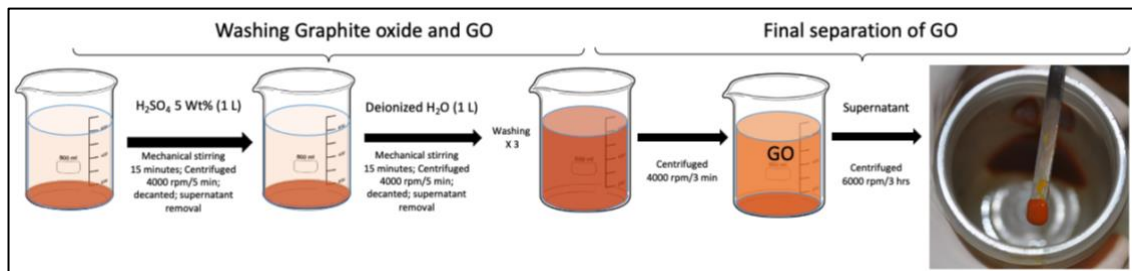 Washing Graphite oxide and GO
Final separation of GO
H₂SO₄ 5 Wt% (1 L)
Mechanical stirring
15 minutes; Centrifuged
4000 rpm/5 min;
decanted; supernatant
removal
Deionized H₂O (1 L)
Mechanical stirring
15 minutes; Centrifuged
4000 rpm/5 min;
decanted; supernatant
removal
Washing
X 3
Centrifuged
4000 rpm/3 min
GO
Supernatant
Centrifuged
6000 rpm/3 hrs